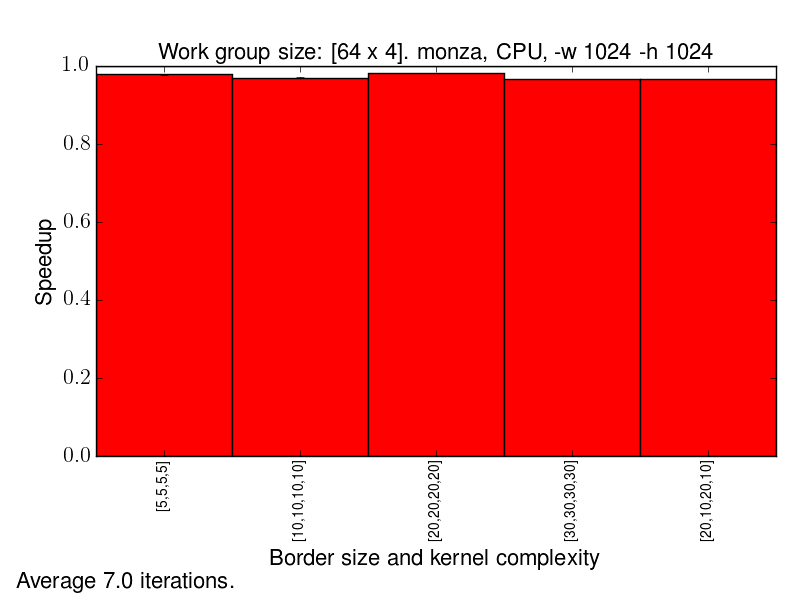 Work group size: [64 x 4]. monza, CPU, -w 1024 -h 1024
1.0
0.8
0.6
0.4
0.2
0.0
Speedup
[5,5,5,5]
[10,10,10,10]
[20,20,20,20]
[30,30,30,30]
[20,10,20,10]
Border size and kernel complexity
Average 7.0 iterations.